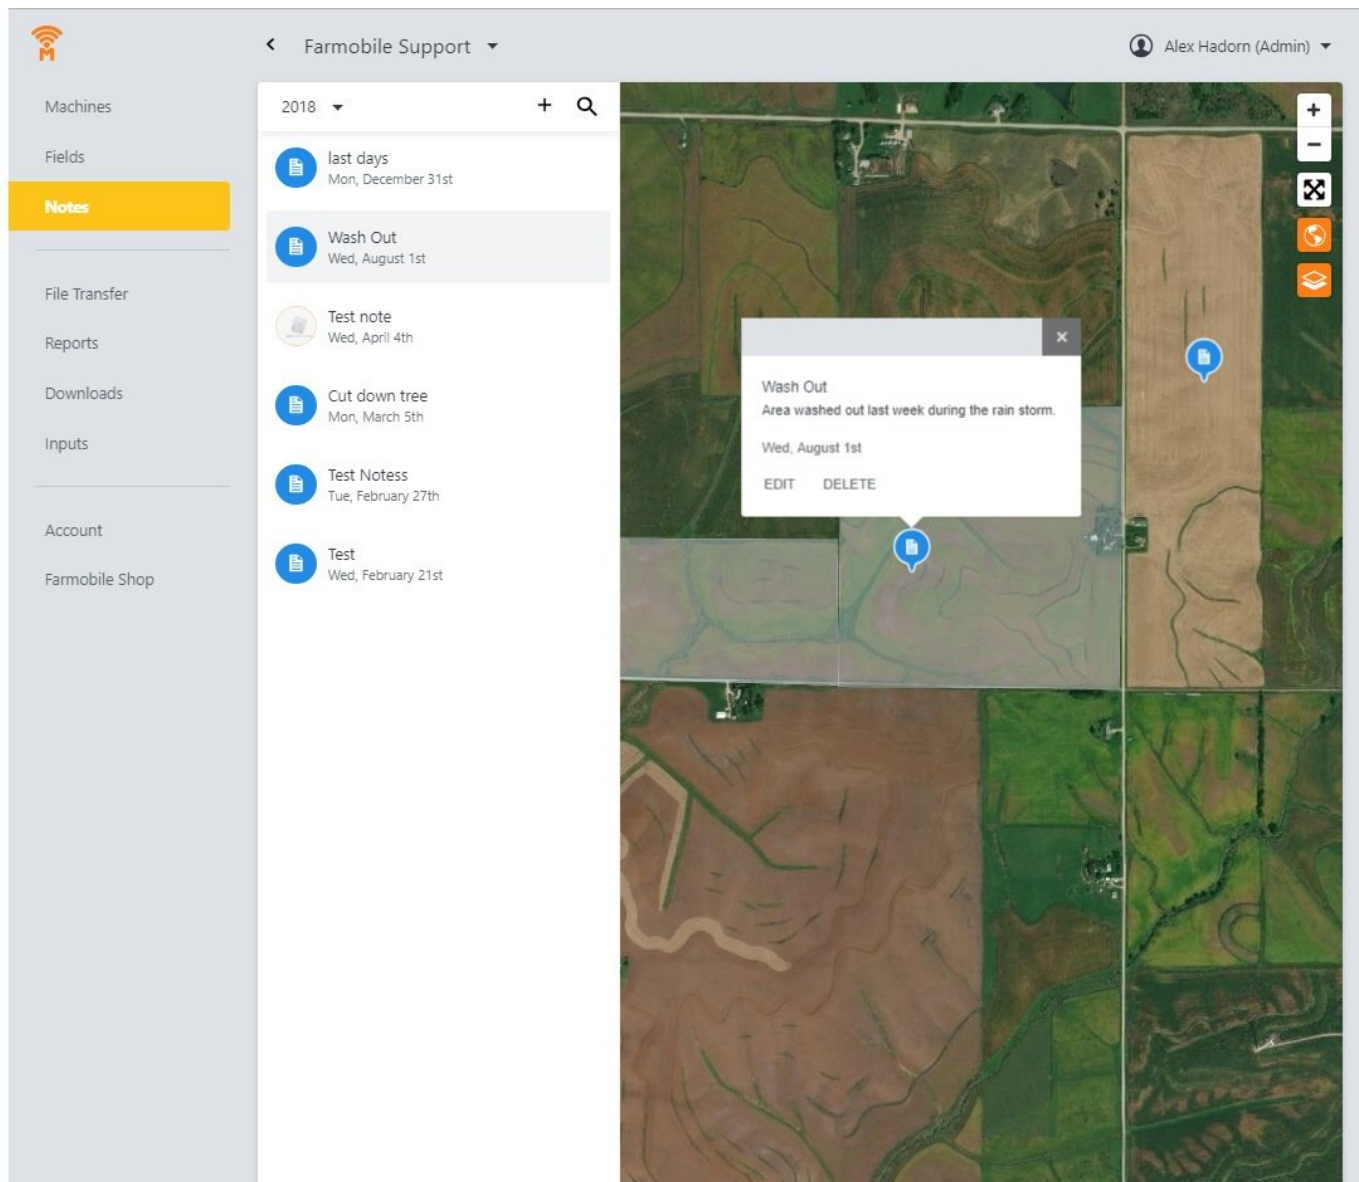 Farmobile Support
Alex Hadorn (Admin)
Machines
Fields
Notes
File Transfer
Reports
Downloads
Inputs
Account
Farmobile Shop
2018
last days
Mon, December 31st
Wash Out
Wed, August 1st
Test note
Wed, April 4th
Cut down tree
Mon, March 5th
Test Notess
Tue, February 27th
Test
Wed, February 21st
Wash Out
Area washed out last week during the rain storm.
Wed, August 1st
EDIT DELETE